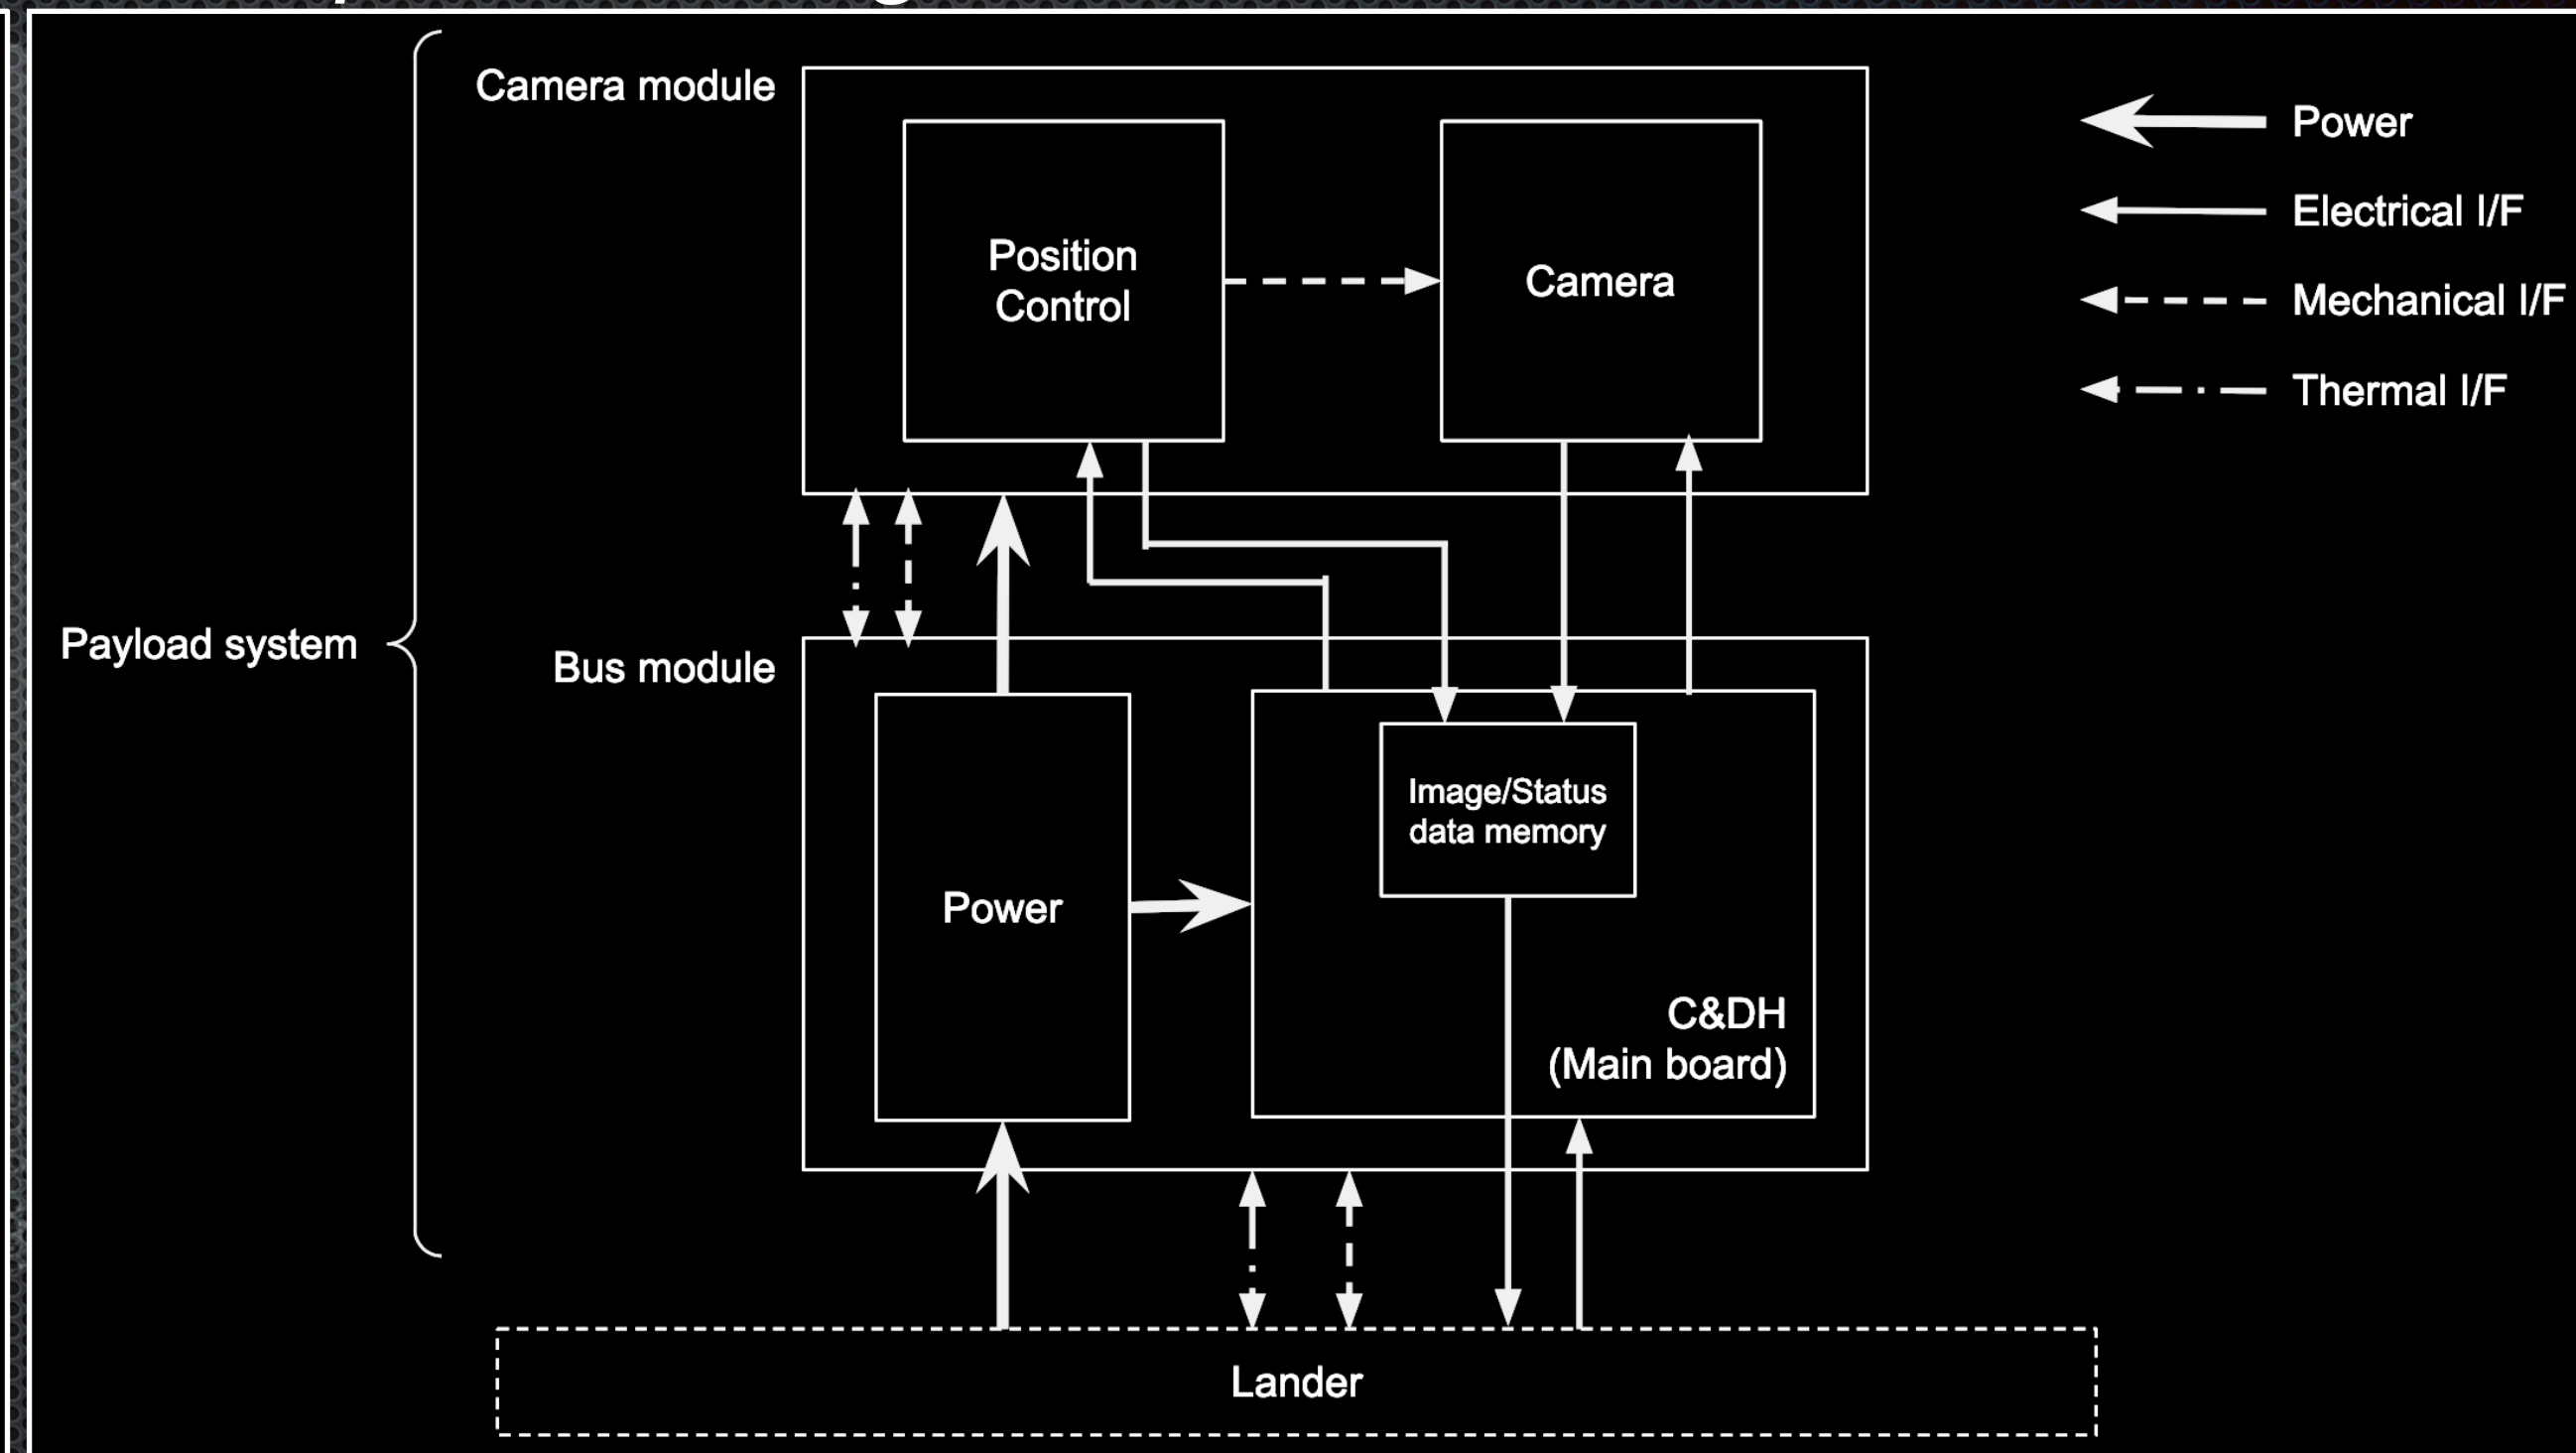 Camera module
Position
Control
Camera
Power
Electrical I/F
Mechanical I/F
Thermal I/F
Payload system
Bus module
Power
Image/Status
data memory
C&DH
(Main board)
Lander